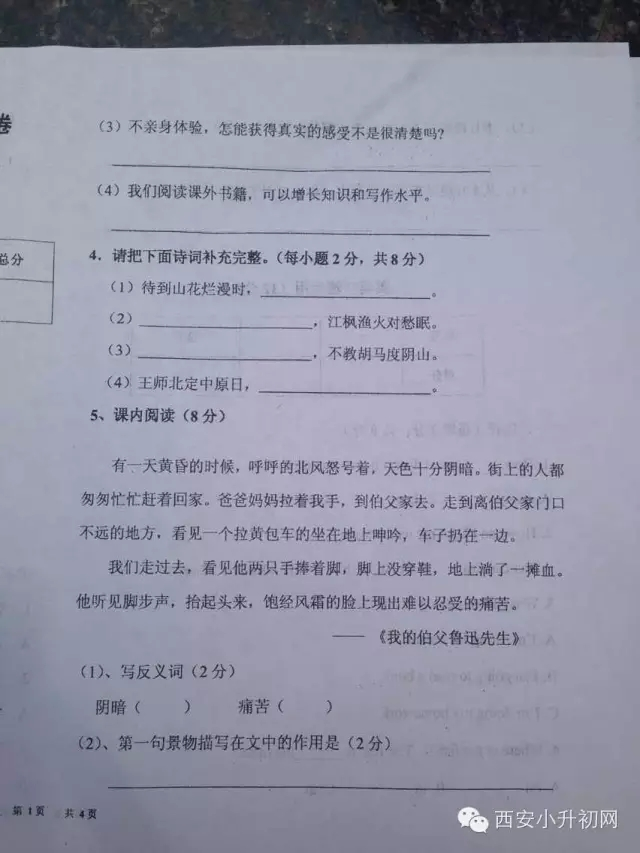 卷
总分
（3）不亲身体验，怎能获得真实的感受不是很清楚吗？
（4）我们阅读课外书籍，可以增长知识和写作水平。
4．请把下面诗词补充完整。（每小题2分，共8分）
（1）待到山花烂漫时，____________________。
（2）____________________，江枫渔火对愁眠。
（3）____________________，不教胡马度阴山。
（4）王师北定中原日，____________________。
5、课内阅读（8分）
有一天黄昏的时候，呼呼的北风怒号着，天色十分阴暗。街上的人都
匆匆忙忙赶着回家。爸爸妈妈拉着我手，到伯父家去。走到离伯父家门口
不远的地方，看见一个拉黄包车的坐在地上呻吟，车子扔在一边。
我们走过去，看见他两只手捧着脚，脚上没穿鞋，地上淌了一摊血。
他听见脚步声，抬起头来，饱经风霜的脸上现出难以忍受的痛苦。
——《我的伯父鲁迅先生》
（1）、写反义词（2分）
阴暗（　　）　　痛苦（　　）
（2）、第一句景物描写在文中的作用是（2分）
第1页　共4页
西安小升初网